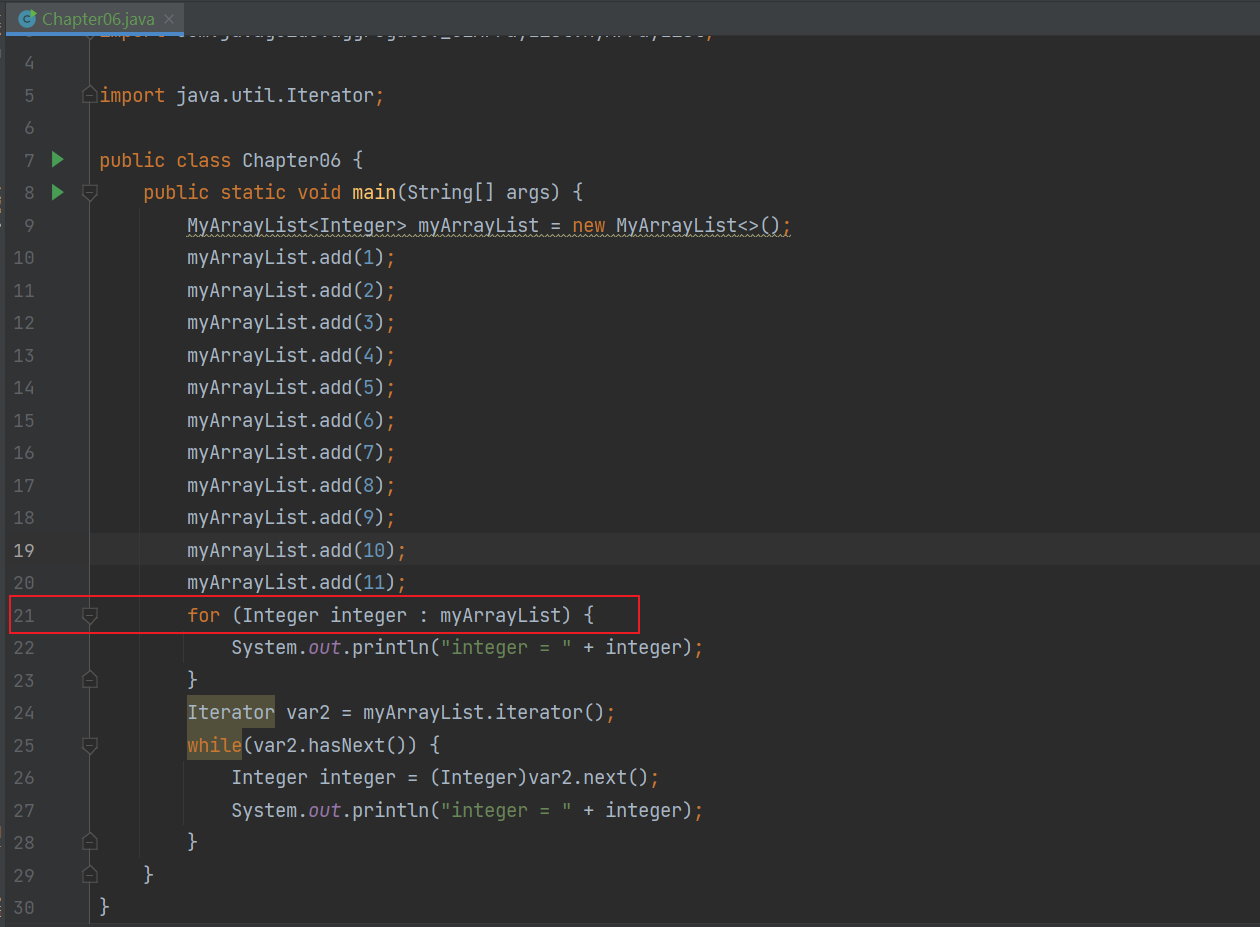 Chapter06.java
4
5 import java.util.Iterator;
6
7 public class Chapter06 {
8     public static void main(String[] args) {
9         MyArrayList<Integer> myArrayList = new MyArrayList<>();
10         myArrayList.add(1);
11         myArrayList.add(2);
12         myArrayList.add(3);
13         myArrayList.add(4);
14         myArrayList.add(5);
15         myArrayList.add(6);
16         myArrayList.add(7);
17         myArrayList.add(8);
18         myArrayList.add(9);
19         myArrayList.add(10);
20         myArrayList.add(11);
21         for (Integer integer : myArrayList) {
22             System.out.println("integer = " + integer);
23         }
24         Iterator var2 = myArrayList.iterator();
25         while(var2.hasNext()) {
26             Integer integer = (Integer)var2.next();
27             System.out.println("integer = " + integer);
28         }
29     }
30 }